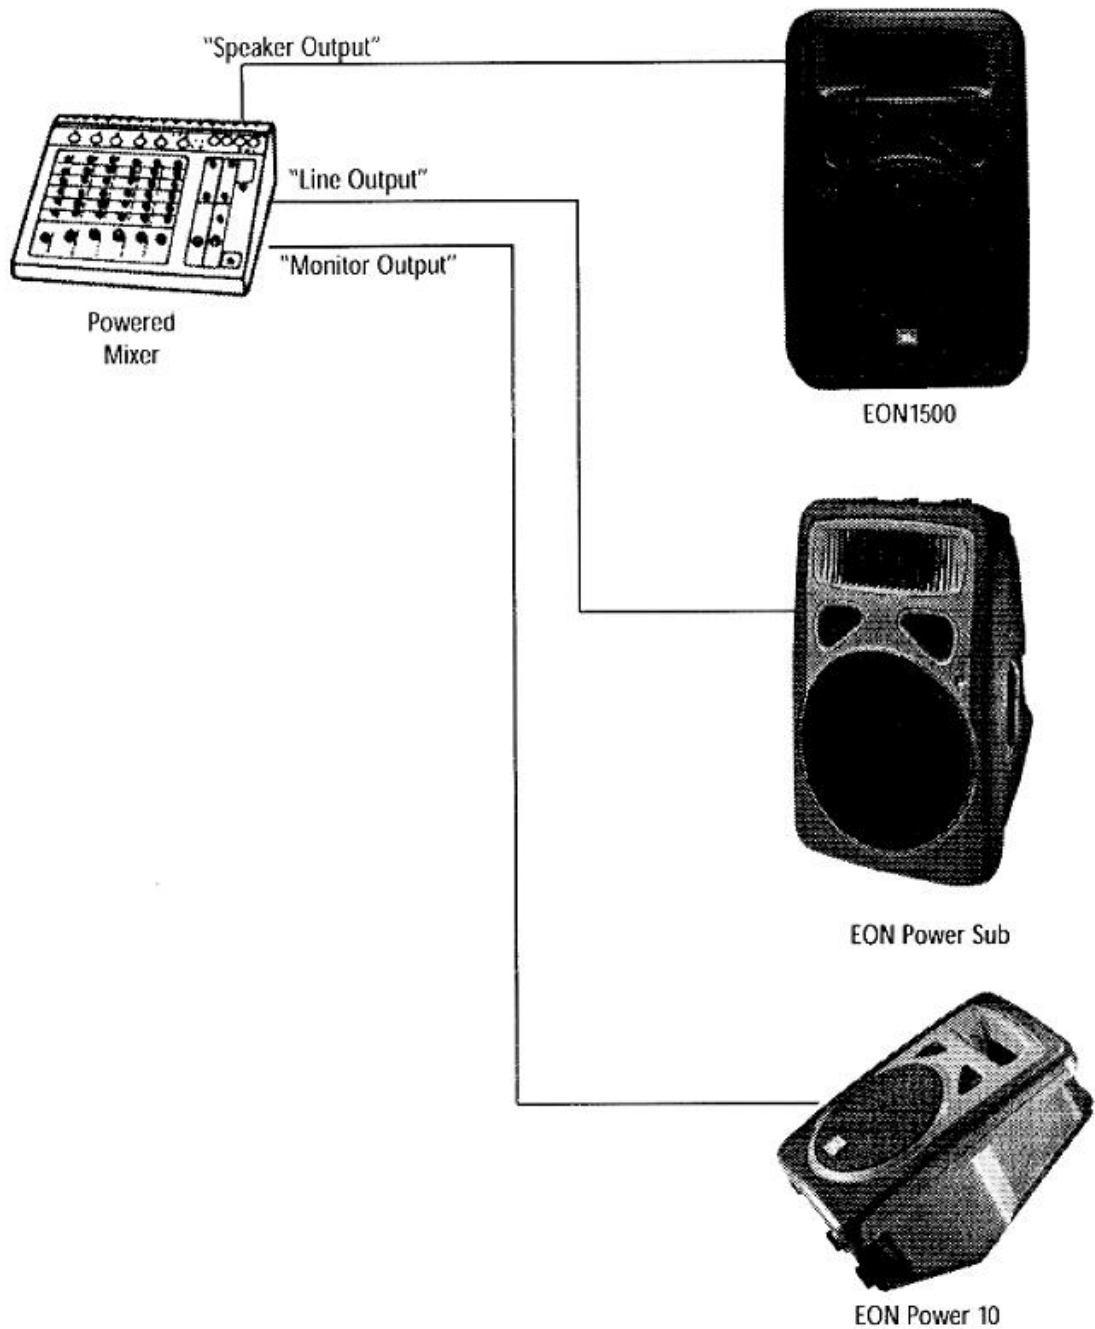 "Speaker Output"
"Line Output"
"Monitor Output"
Powered
Mixer
EON1500
EON Power Sub
EON Power 10